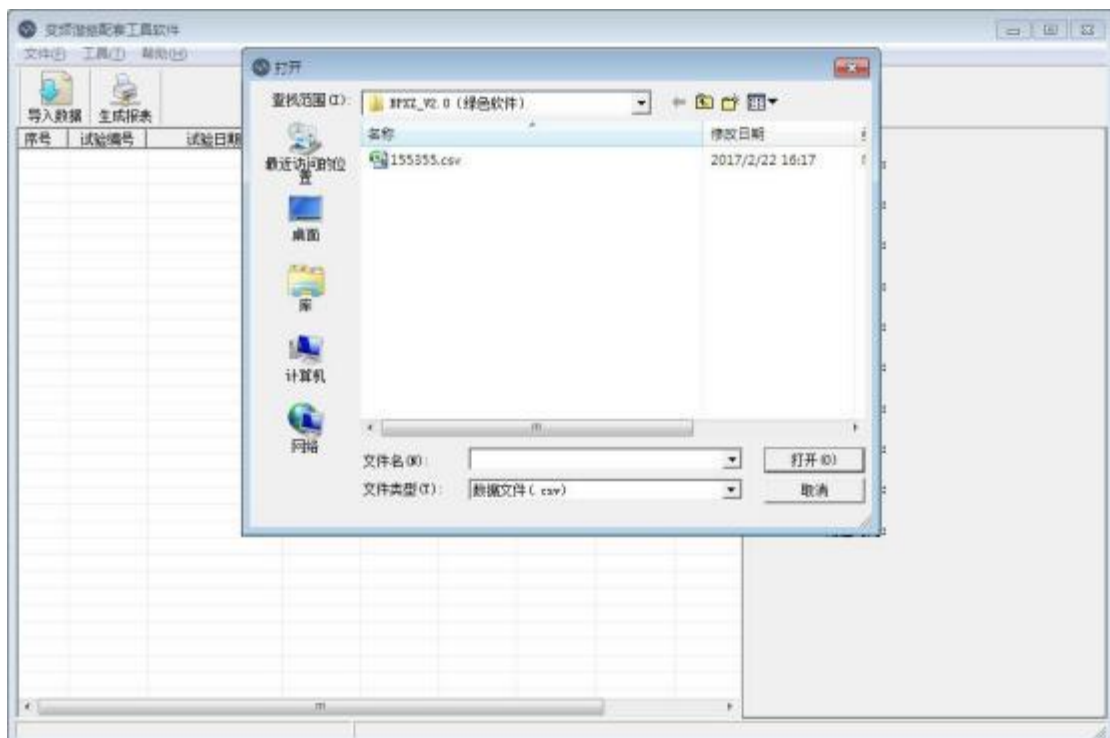 变频谐振配套工具软件
文件(F) 工具(T) 帮助(H)
导入数据 生成报表
序号 试验编号 试验日期
打开
查找范围(I): BPXZ_V2.0 (绿色软件)
名称 修改日期
155355.csv 2017/2/22 16:17
最近访问的位置
桌面
库
计算机
网络
文件名(N): 打开(O)
文件类型(T): 数据文件(.csv) 取消